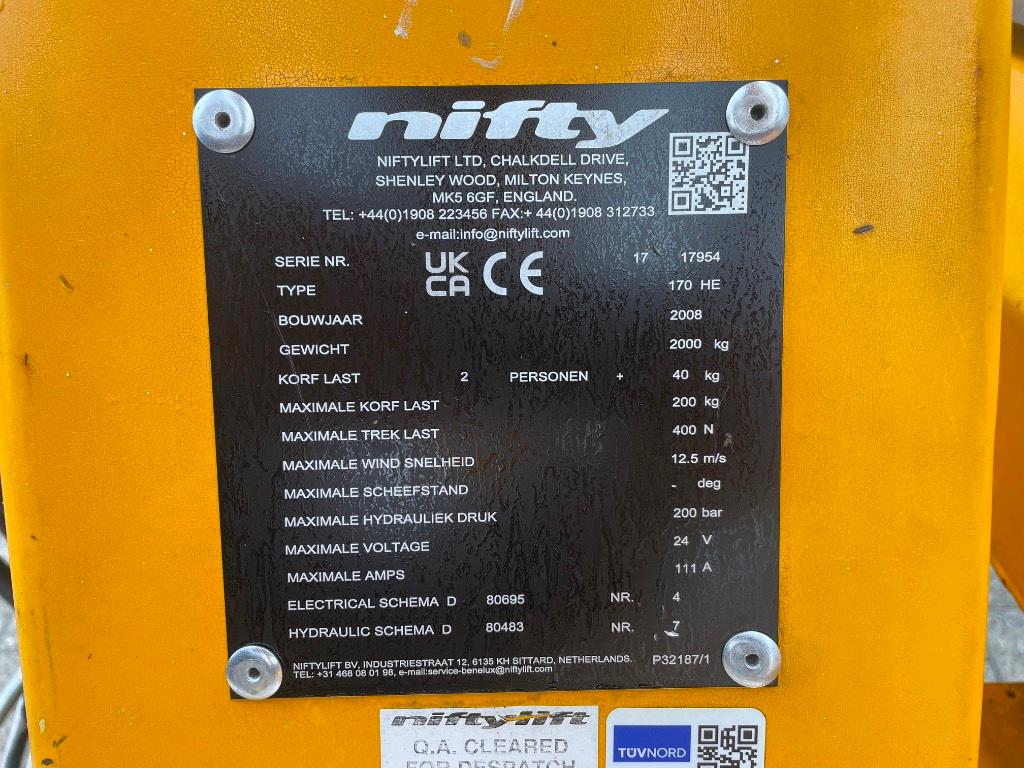 nifty
NIFTYLIFT LTD, CHALKDELL DRIVE,
SHENLEY WOOD, MILTON KEYNES,
MK5 6GF, ENGLAND.
TEL: +44(0)1908 223456 FAX:+ 44(0)1908 312733
e-mail:info@niftylift.com
SERIE NR. UK CA CE 17 17954
TYPE 170 HE
BOUWJAAR 2008
GEWICHT 2000 kg
KORF LAST 2 PERSONEN + 40 kg
MAXIMALE KORF LAST 200 kg
MAXIMALE TREK LAST 400 N
MAXIMALE WIND SNELHEID 12.5 m/s
MAXIMALE SCHEEFSTAND - deg
MAXIMALE HYDRAULIEK DRUK 200 bar
MAXIMALE VOLTAGE 24 V
MAXIMALE AMPS 111 A
ELECTRICAL SCHEMA D 80695 NR. 4
HYDRAULIC SCHEMA D 80483 NR. 7
NIFTYLIFT BV, INDUSTRIESTRAAT 12, 6135 KH SITTARD, NETHERLANDS. P32187/1
TEL: +31 468 08 01 98, e-mail:service-benelux@niftylift.com
niftylift
Q.A. CLEARED
FOR DESPATCH
TÜVNORD